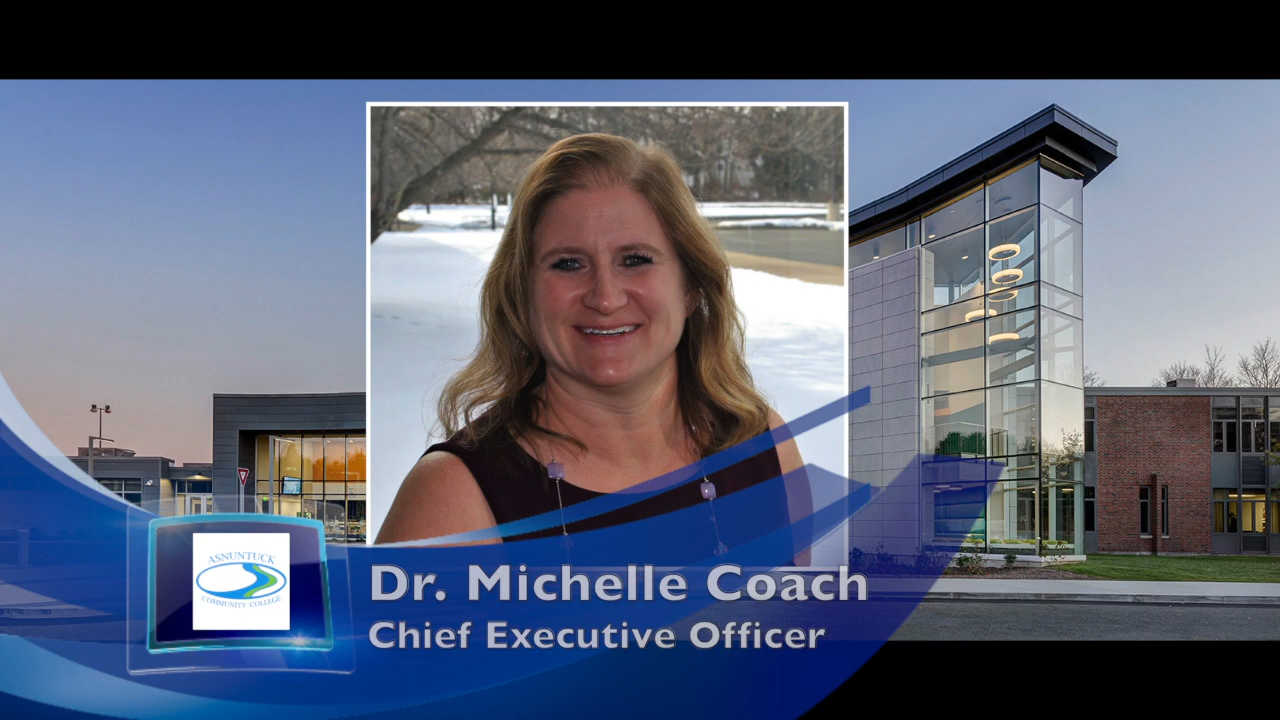 ASNUNTUCK
COMMUNITY COLLEGE
Dr. Michelle Coach
Chief Executive Officer